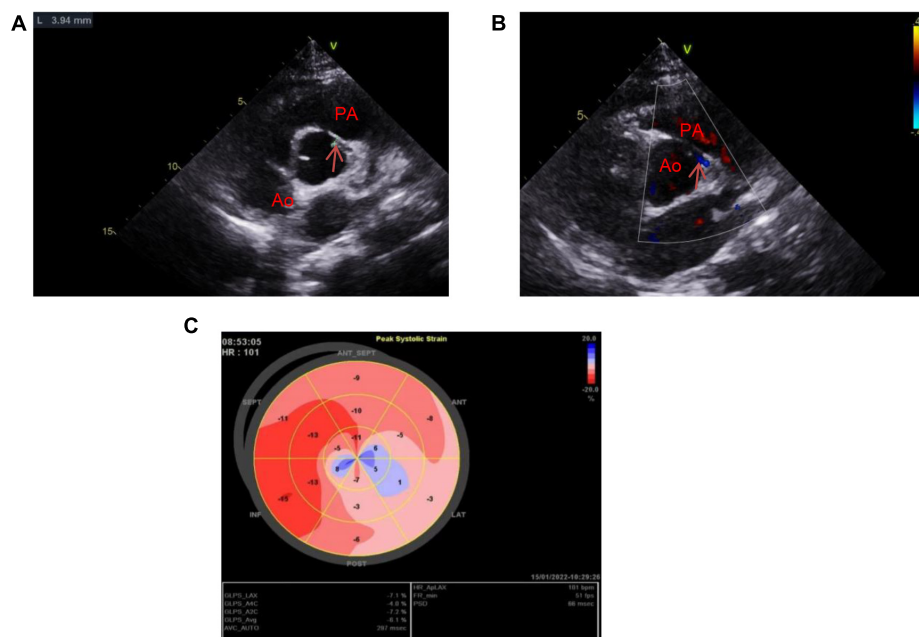 A
L 3.94 mm
V
5
10
15
PA
Ao
B
V
5
PA
Ao
C
08:53:05
HR : 101
Peak Systolic Strain
20.0
-20.0
%
ANT_SEPT
SEPT
ANT
INF
LAT
POST
-9
-11
-8
-10
-13
-5
-11
-5
6
8
5
-7
-13
1
-15
-3
-3
-6
15/01/2022-10:29:26
GLPS_LAX -7.1 %
GLPS_A4C -4.8 %
GLPS_A2C -7.2 %
GLPS_Avg -6.1 %
AVC_AUTO 297 msec
HR_ApLAX 101 bpm
FR_min 51 fps
PSD 66 msec